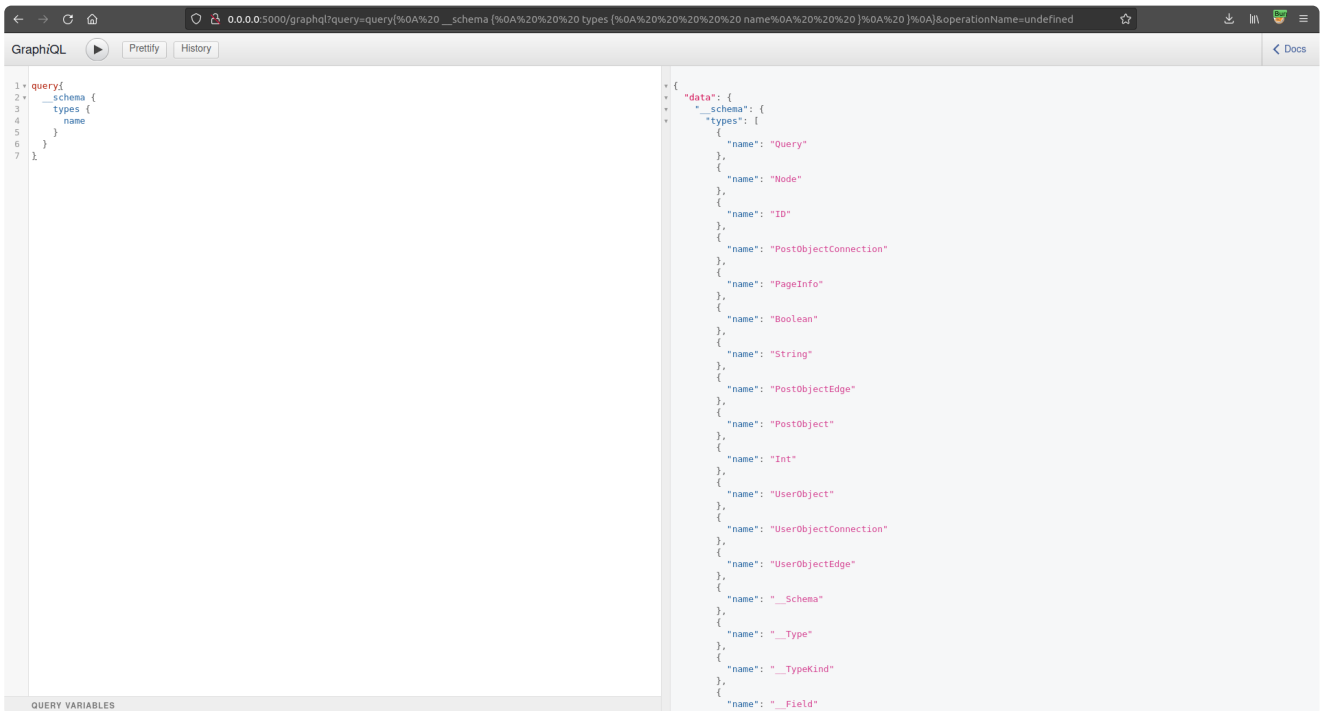 0.0.0.0:5000/graphql?query=query{%0A%20 __schema {%0A%20%20%20 types {%0A%20%20%20%20%20 name%0A%20%20%20 }%0A%20 }%0A}&operationName=undefined
Bur
GraphiQL
Prettify
History
Docs
1 query{
2 __schema {
3 types {
4 name
5 }
6 }
7 }
{
"data": {
"__schema": {
"types": [
{
"name": "Query"
},
{
"name": "Node"
},
{
"name": "ID"
},
{
"name": "PostObjectConnection"
},
{
"name": "PageInfo"
},
{
"name": "Boolean"
},
{
"name": "String"
},
{
"name": "PostObjectEdge"
},
{
"name": "PostObject"
},
{
"name": "Int"
},
{
"name": "UserObject"
},
{
"name": "UserObjectConnection"
},
{
"name": "UserObjectEdge"
},
{
"name": "__Schema"
},
{
"name": "__Type"
},
{
"name": "__TypeKind"
},
{
"name": "__Field"
QUERY VARIABLES